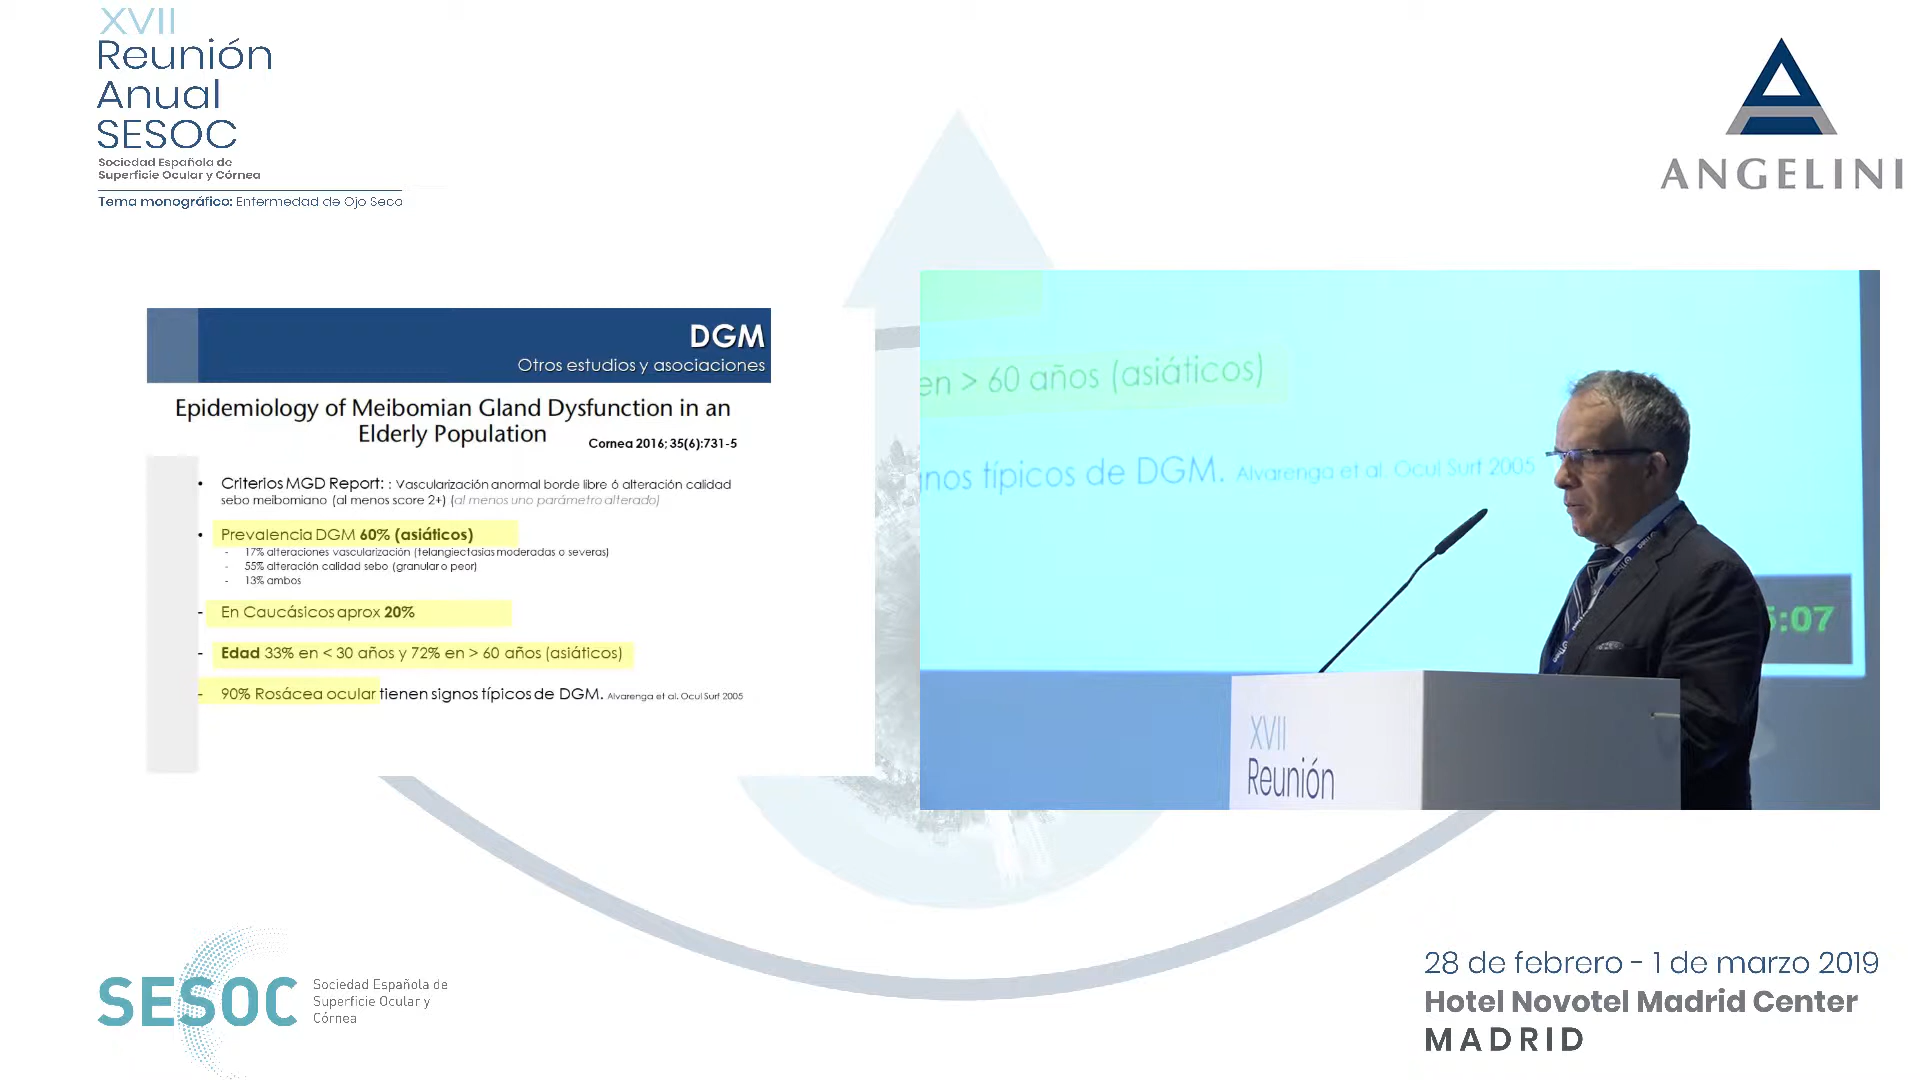 XVII
Reunión
Anual
SESOC
Sociedad Española de
Superficie Ocular y Córnea
Tema monográfico: Enfermedad de Ojo Seco
ANGELINI
DGM
Otros estudios y asociaciones
Epidemiology of Meibomian Gland Dysfunction in an
Elderly Population
Cornea 2016; 35(6):731-5
• Criterios MGD Report: : Vascularización anormal borde libre ó alteración calidad
sebo meibomiano (al menos score 2+) (al menos uno parámetro alterado)
• Prevalencia DGM 60% (asiáticos)
- 17% alteraciones vascularización (telangiectasias moderadas o severas)
- 55% alteración calidad sebo (granular o peor)
- 13% ambos
- En Caucásicos aprox 20%
- Edad 33% en < 30 años y 72% en > 60 años (asiáticos)
- 90% Rosácea ocular tienen signos típicos de DGM. Alvarenga et al. Ocul Surf 2005
en > 60 años (asiáticos)
nos típicos de DGM. Alvarenga et al. Ocul Surf 2005
:07
XVII
Reunión
SESOC
Sociedad Española de
Superficie Ocular y
Córnea
28 de febrero - 1 de marzo 2019
Hotel Novotel Madrid Center
MADRID